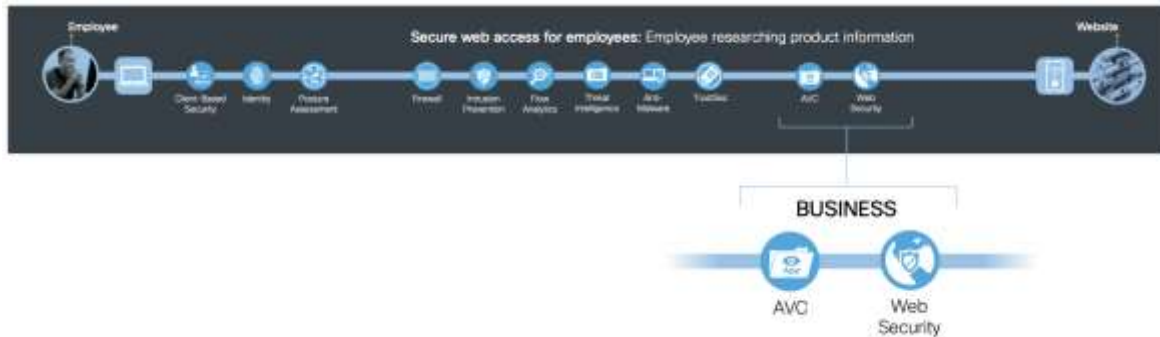 Employee
Website
Secure web access for employees: Employee researching product information
Client-Based
Security
Identity
Posture
Assessment
Firewall
Intrusion
Prevention
Flow
Analytics
Threat
Intelligence
Anti-
Malware
TrustSec
AVC
Web
Security
BUSINESS
App
AVC
Web
Security